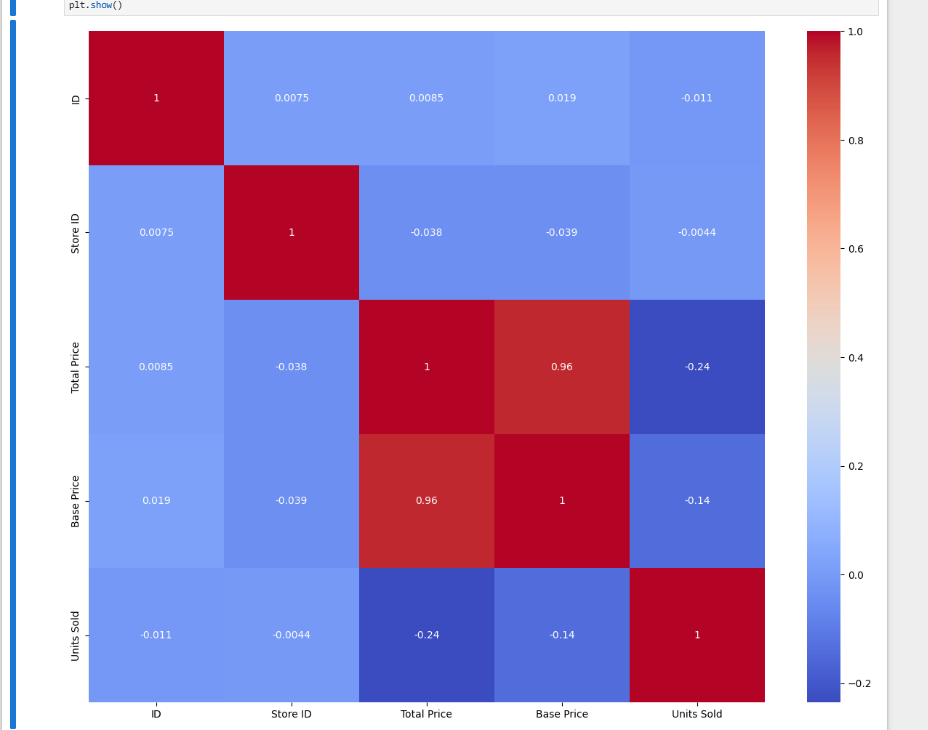 plt.show()
1.0
ID 1 0.0075 0.0085 0.019 -0.011
0.8
Store ID 0.0075 1 -0.038 -0.039 -0.0044
0.6
Total Price 0.0085 -0.038 1 0.96 -0.24
0.4
0.2
Base Price 0.019 -0.039 0.96 1 -0.14
0.0
Units Sold -0.011 -0.0044 -0.24 -0.14 1
−0.2
ID Store ID Total Price Base Price Units Sold